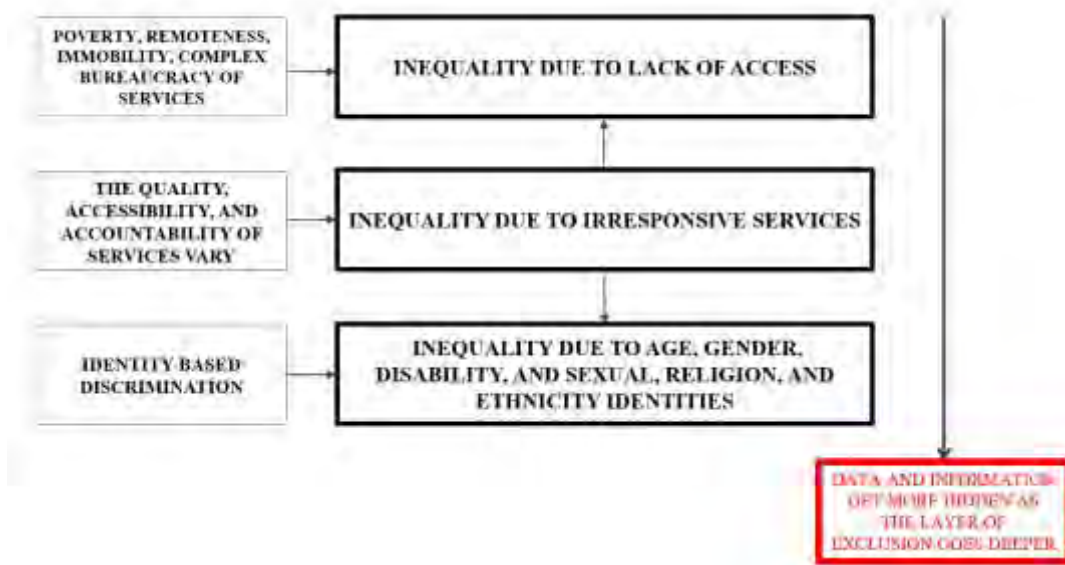 POVERTY, REMOTENESS,
IMMOBILITY, COMPLEX
BUREAUCRACY OF
SERVICES
INEQUALITY DUE TO LACK OF ACCESS
THE QUALITY,
ACCESSIBILITY, AND
ACCOUNTABILITY OF
SERVICES VARY
INEQUALITY DUE TO IRRESPONSIVE SERVICES
IDENTITY BASED
DISCRIMINATION
INEQUALITY DUE TO AGE, GENDER,
DISABILITY, AND SEXUAL, RELIGION, AND
ETHNICITY IDENTITIES
DATA AND INFORMATION
GET MORE HIDDEN AS
THE LAYER OF
EXCLUSION GOES DEEPER